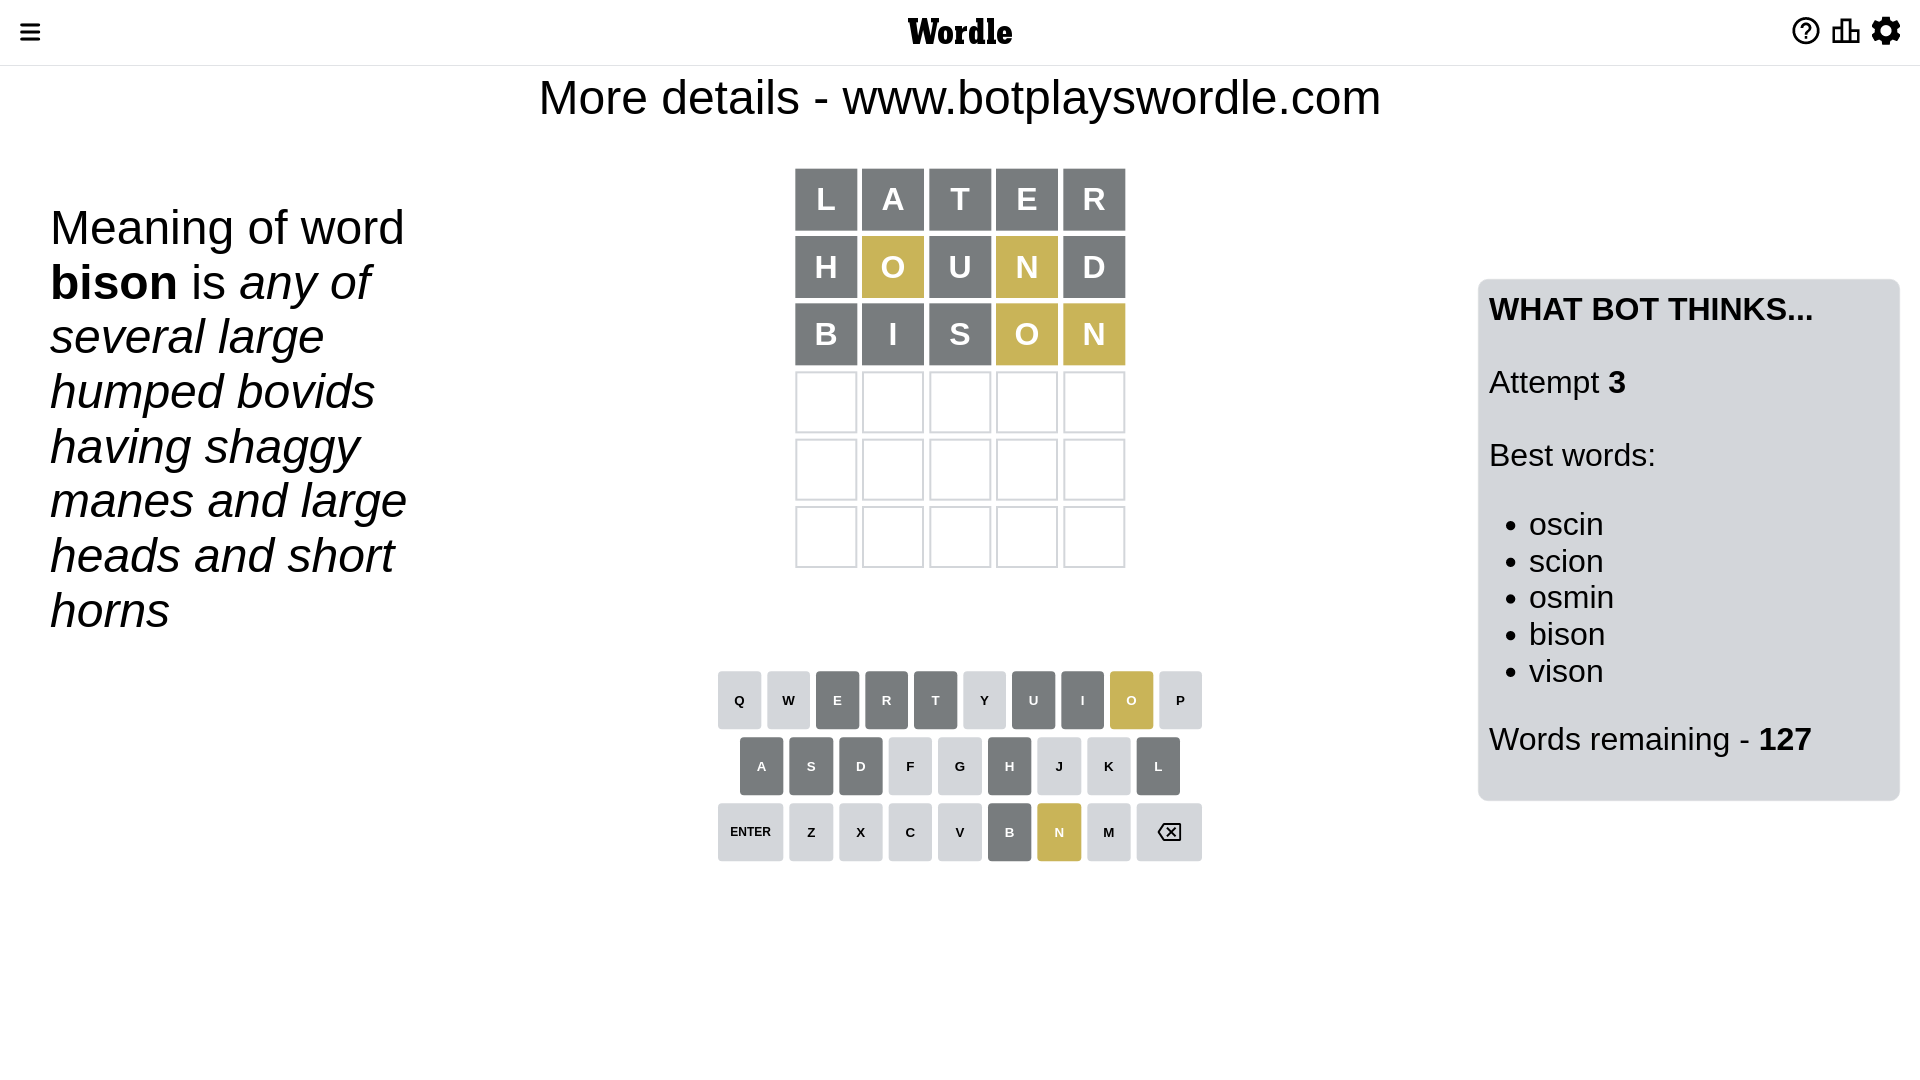 Wordle
More details - www.botplayswordle.com
Meaning of word
bison is any of
several large
humped bovids
having shaggy
manes and large
heads and short
horns
L A T E R
H O U N D
B I S O N
WHAT BOT THINKS...
Attempt 3
Best words:
• oscin
• scion
• osmin
• bison
• vison
Words remaining - 127
Q W E R T Y U I O P
A S D F G H J K L
ENTER Z X C V B N M